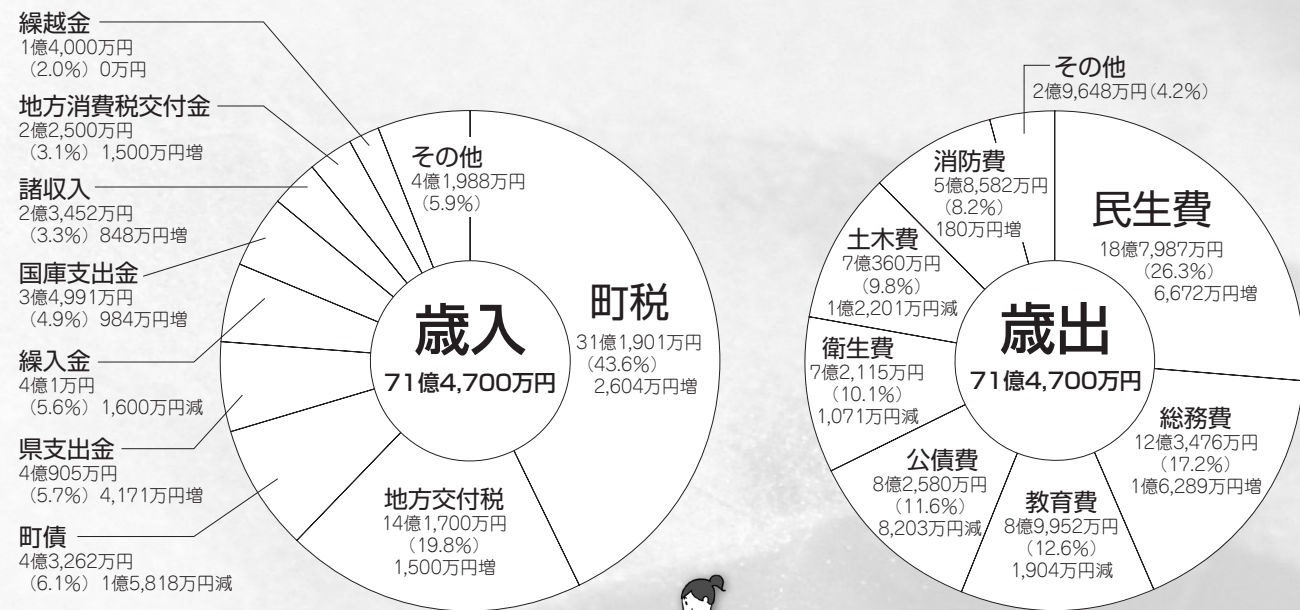 繰越金
1億4,000万円
(2.0%) 0万円
地方消費税交付金
2億2,500万円
(3.1%) 1,500万円増
諸収入
2億3,452万円
(3.3%) 848万円増
国庫支出金
3億4,991万円
(4.9%) 984万円増
繰入金
4億1万円
(5.6%) 1,600万円減
県支出金
4億905万円
(5.7%) 4,171万円増
町債
4億3,262万円
(6.1%) 1億5,818万円減
その他
4億1,988万円
(5.9%)
町税
31億1,901万円
(43.6%)
2,604万円増
歳入
71億4,700万円
地方交付税
14億1,700万円
(19.8%)
1,500万円増
その他
2億9,648万円(4.2%)
消防費
5億8,582万円
(8.2%)
180万円増
民生費
18億7,987万円
(26.3%)
6,672万円増
土木費
7億360万円
(9.8%)
1億2,201万円減
歳出
71億4,700万円
衛生費
7億2,115万円
(10.1%)
1,071万円減
総務費
12億3,476万円
(17.2%)
1億6,289万円増
公債費
8億2,580万円
(11.6%)
8,203万円減
教育費
8億9,952万円
(12.6%)
1,904万円減